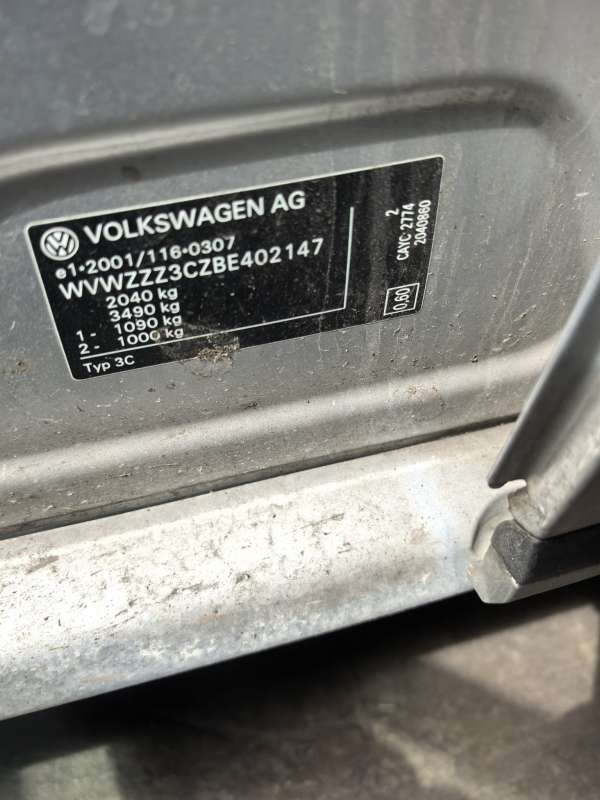 VOLKSWAGEN AG
e1*2001/116*0307
WVWZZZ3CZBE402147
2040 kg
3490 kg
1 - 1090 kg
2 - 1000 kg
Typ 3C
2
CAYC 2774
2040860
0,60